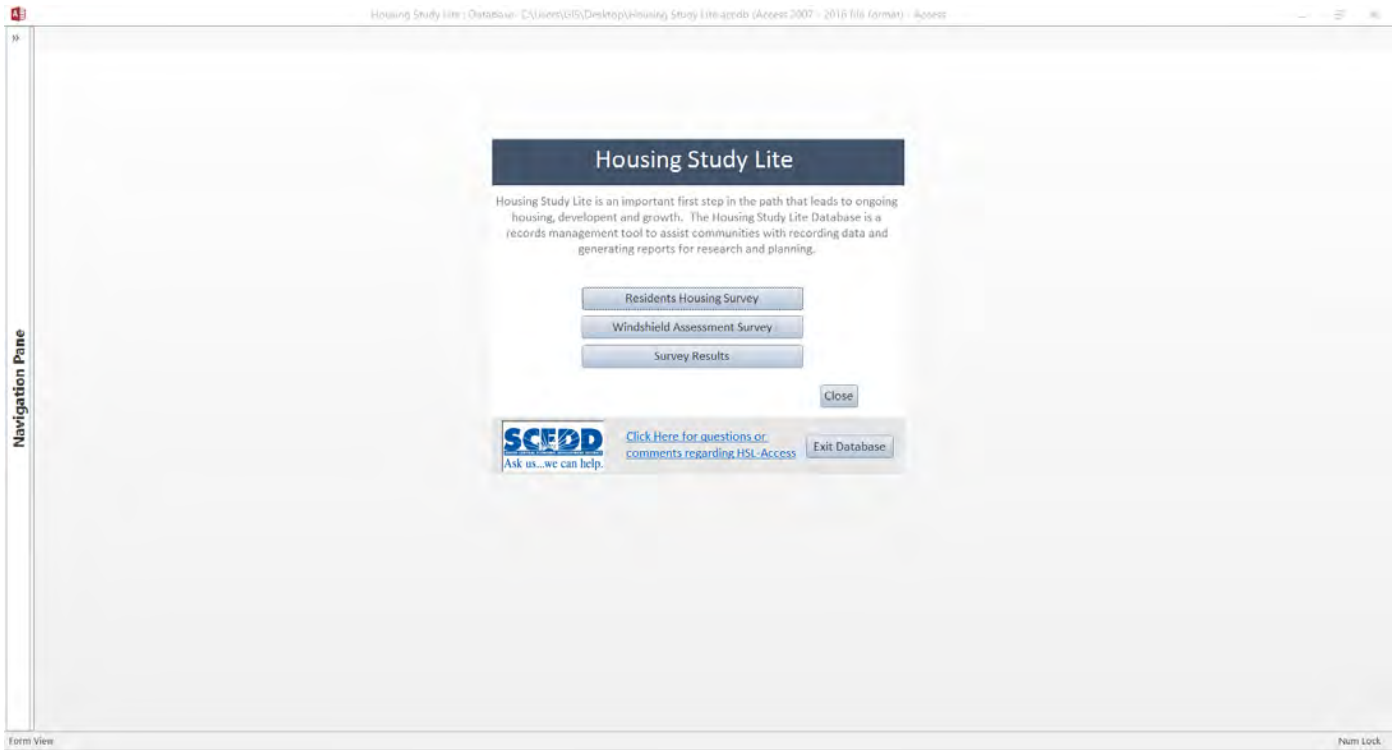 Housing Study Lite : Database- C:\Users\GIS\Desktop\Housing Study Lite.accdb (Access 2007 - 2016 file format) - Access
»
Housing Study Lite
Housing Study Lite is an important first step in the path that leads to ongoing
housing, developent and growth. The Housing Study Lite Database is a
records management tool to assist communities with recording data and
generating reports for research and planning.
Residents Housing Survey
Windshield Assessment Survey
Survey Results
Close
Navigation Pane
SCEDD
Ask us...we can help.
Click Here for questions or
comments regarding HSL-Access
Exit Database
Form View
Num Lock